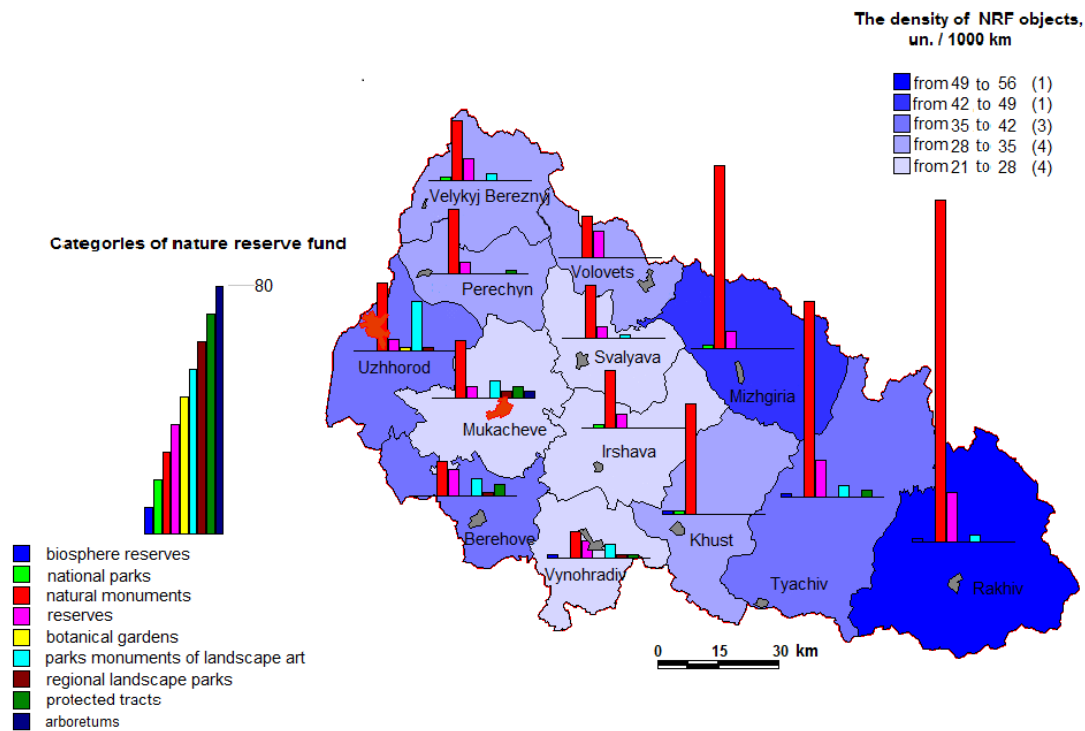 The density of NRF objects,
un. / 1000 km
from 49 to 56 (1)
from 42 to 49 (1)
from 35 to 42 (3)
from 28 to 35 (4)
from 21 to 28 (4)
Categories of nature reserve fund
80
Velykyj Bereznyj
Volovets
Perechyn
Svalyava
Uzhhorod
Mizhgiria
Mukacheve
Irshava
Berehove
Khust
Vynohradiv
Tyachiv
Rakhiv
0 15 30 km
biosphere reserves
national parks
natural monuments
reserves
botanical gardens
parks monuments of landscape art
regional landscape parks
protected tracts
arboretums